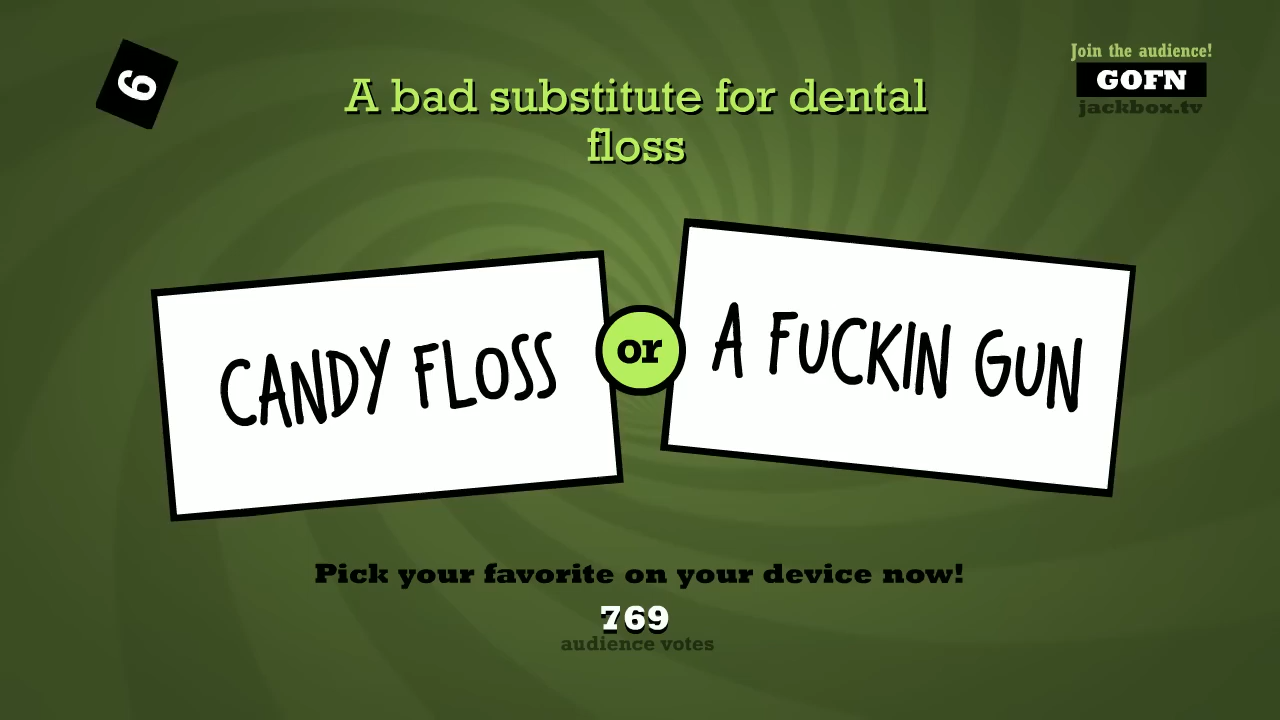 6
Join the audience!
GOFN
jackbox.tv
A bad substitute for dental
floss
CANDY FLOSS
or
A FUCKIN GUN
Pick your favorite on your device now!
769
audience votes